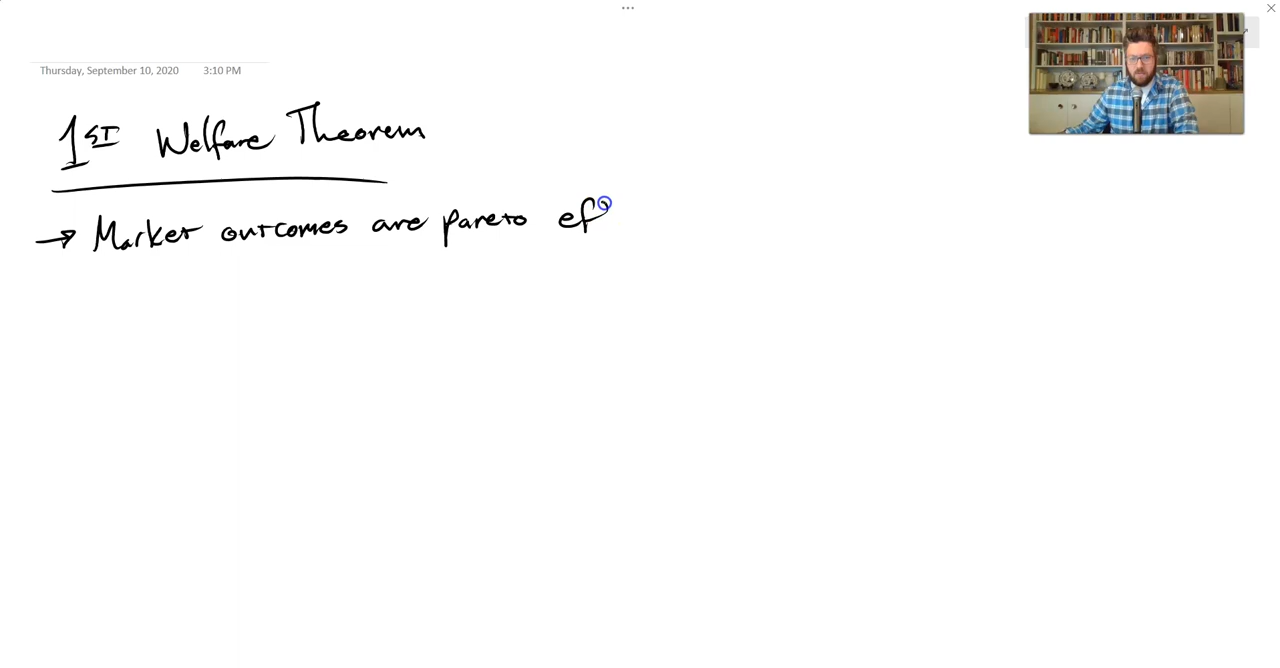 Thursday, September 10, 2020 3:10 PM
1ST Welfare Theorem
→ Market outcomes are pareto ef